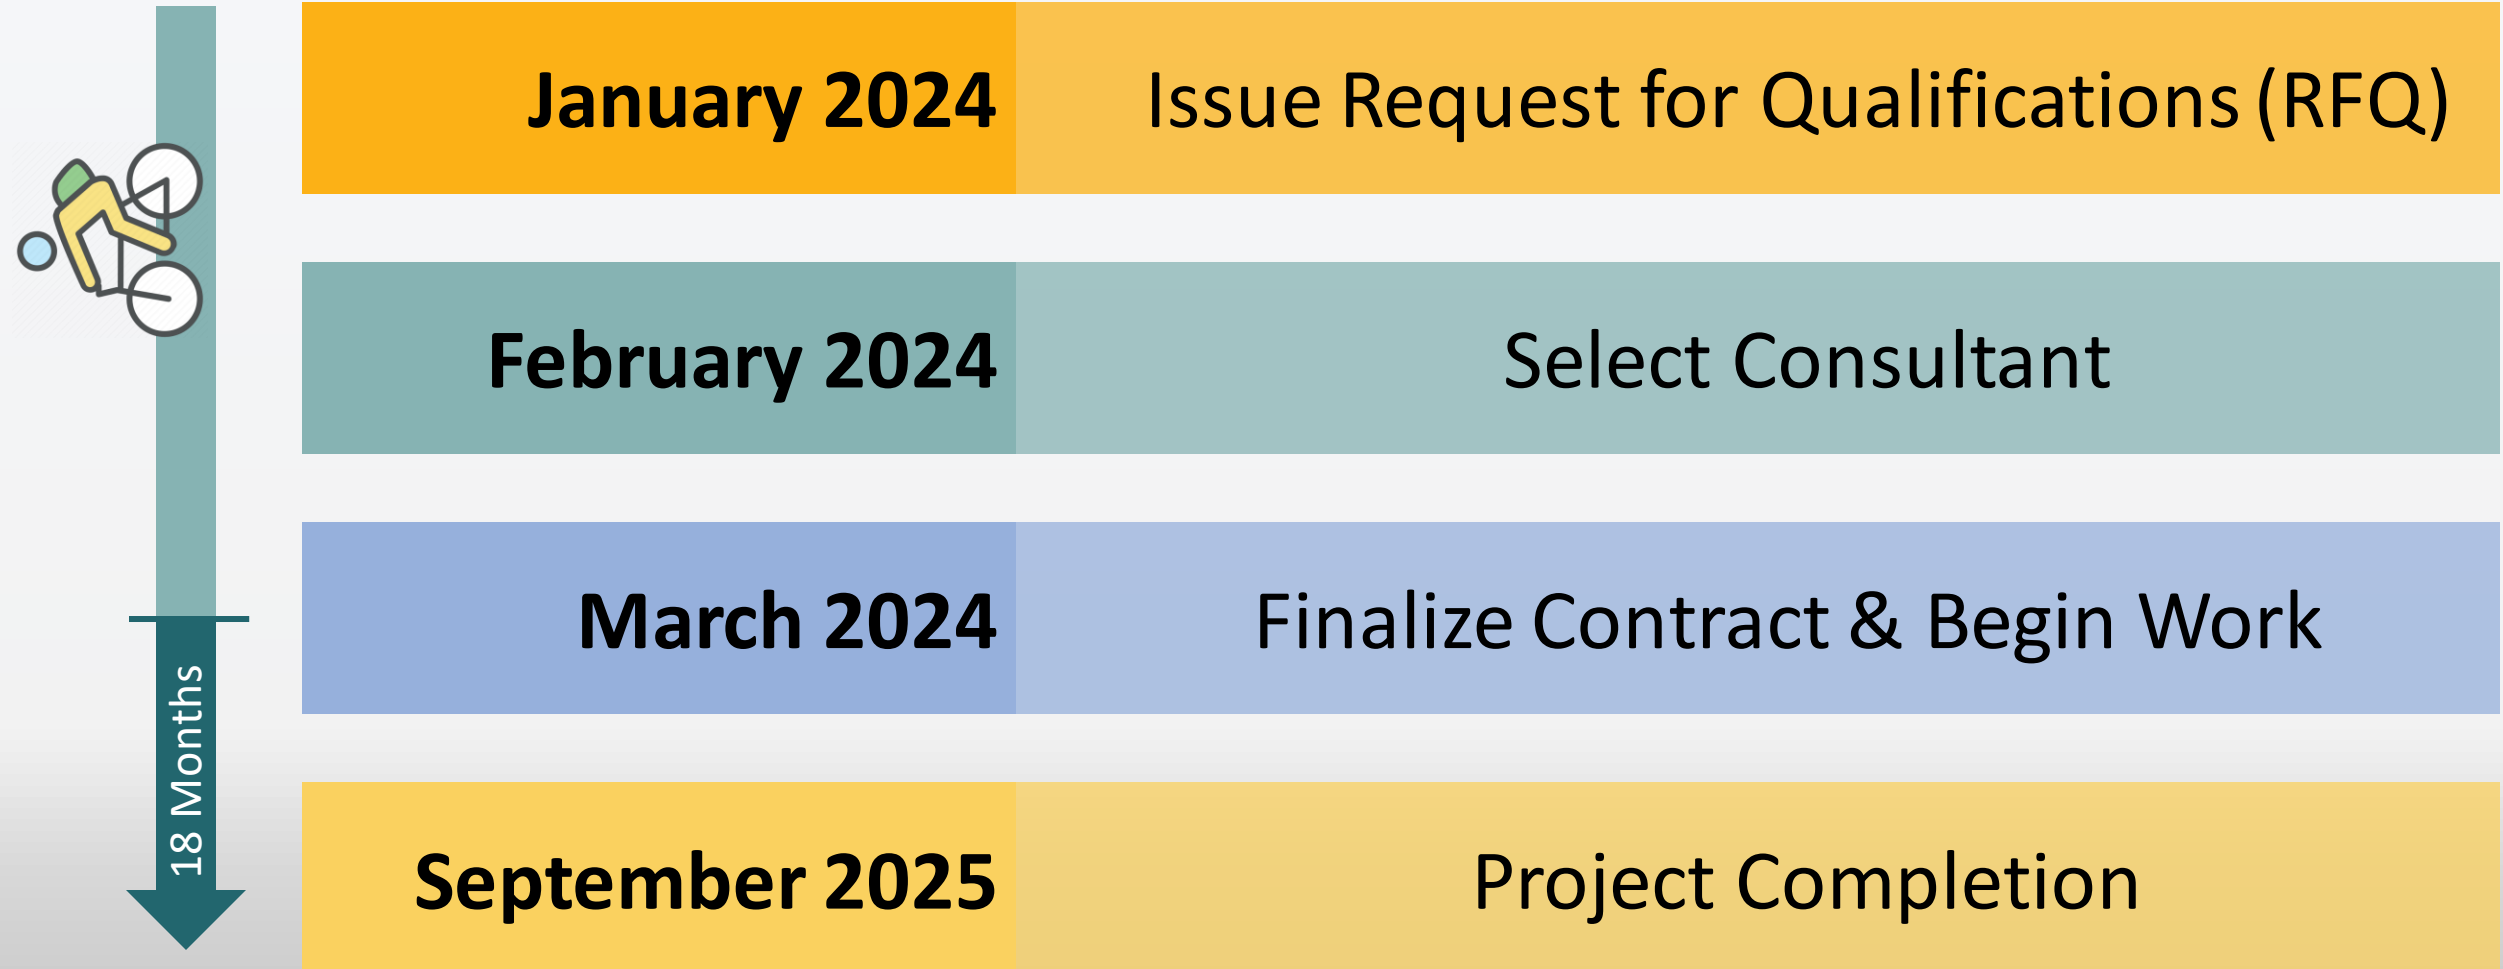 January 2024
Issue Request for Qualifications (RFQ)
February 2024
Select Consultant
March 2024
Finalize Contract & Begin Work
18 Months
September 2025
Project Completion